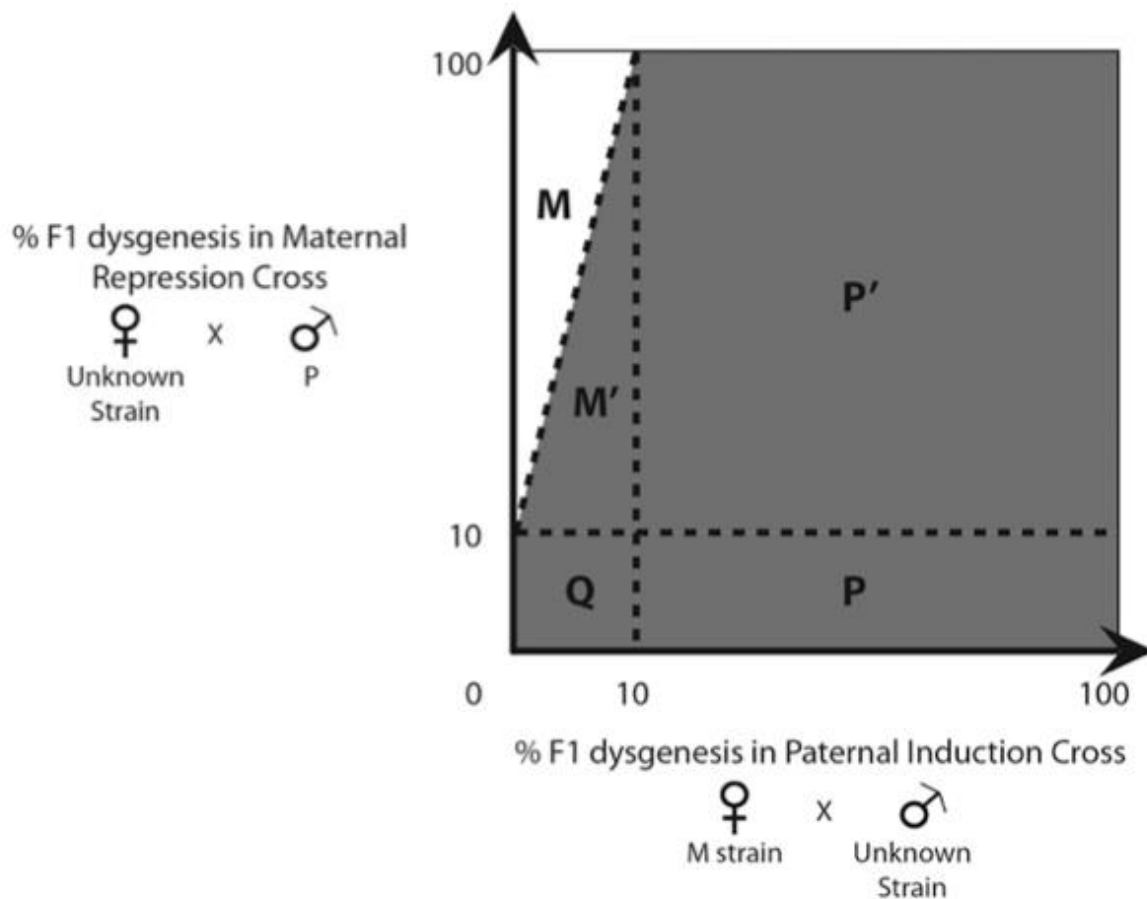 100
M
% F1 dysgenesis in Maternal
Repression Cross
♀ x ♂
Unknown P
Strain
P′
M′
10
Q P
0 10 100
% F1 dysgenesis in Paternal Induction Cross
♀ x ♂
M strain Unknown
Strain